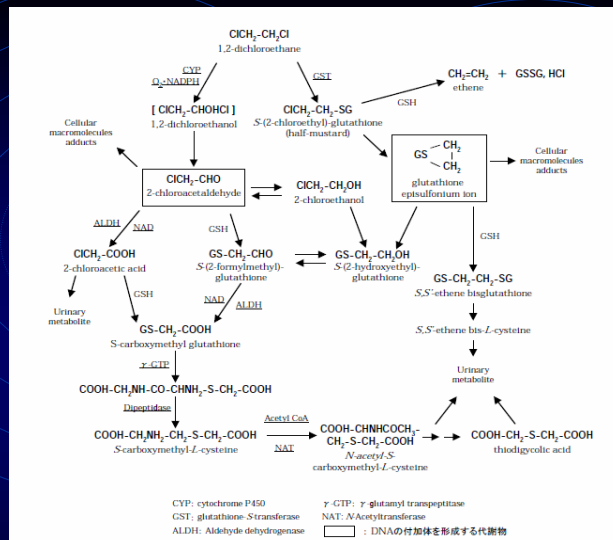 ClCH2-CH2Cl
1,2-dichloroethane
CYP
O2+NADPH
GST
CH2=CH2 + GSSG, HCl
ethene
GSH
[ ClCH2-CHOHCl ]
1,2-dichloroethanol
ClCH2-CH2-SG
S-(2-chloroethyl)-glutathione
(half-mustard)
Cellular
macromolecules
adducts
GS
CH2
CH2
glutathione
episulfonium ion
Cellular
macromolecules
adducts
ClCH2-CHO
2-chloroacetaldehyde
ClCH2-CH2OH
2-chloroethanol
ALDH
NAD
GSH
GSH
ClCH2-COOH
2-chloacetic acid
GS-CH2-CHO
S-(2-formylmethyl)-
glutathione
GS-CH2-CH2OH
S-(2-hydroxyethyl)-
glutathione
GS-CH2-CH2-SG
S,S'-ethene bisglutathione
GSH
NAD
ALDH
Urinary
metabolite
S,S'-ethene bis-L-cysteine
GS-CH2-COOH
S-carboxymethyl glutathione
γ-GTP
Urinary
metabolite
COOH-CH2NH-CO-CHNH2-S-CH2-COOH
Dipeptidase
Acetyl CoA
NAT
COOH-CH2NH2-CH2-S-CH2-COOH
S-carboxymethyl-L-cysteine
COOH-CHNHCOCH3-
CH2-S-CH2-COOH
N-acetyl-S-
carboxymethyl-L-cysteine
COOH-CH2-S-CH2-COOH
thiodigycolic acid
CYP: cytochrome P450
γ-GTP: γ-glutamyl transpeptitase
GST: glutathione-S-transferase
NAT: N-Acetyltransferase
ALDH: Aldehyde dehydrogenase
: DNAの付加体を形成する代謝物